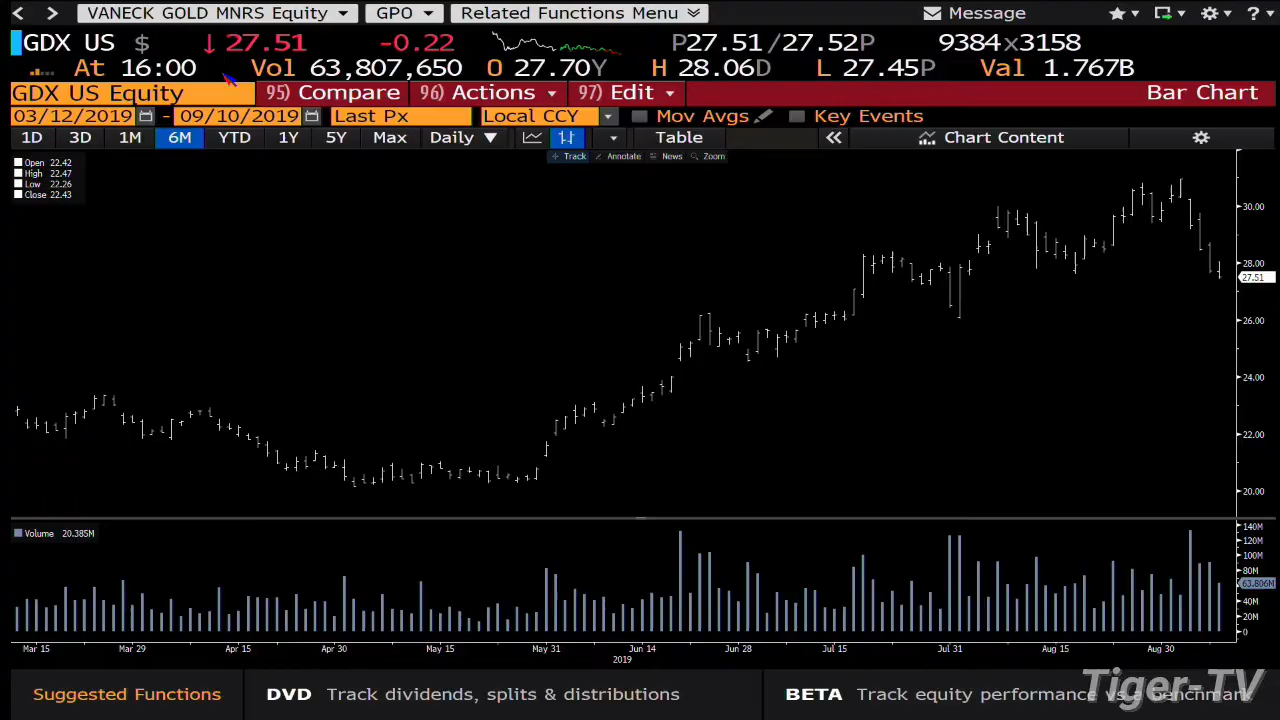 VANECK GOLD MNRS Equity GPO Related Functions Menu Message ?
GDX US $ ↓27.51 -0.22 P27.51/27.52P 9384x3158
At 16:00 Vol 63,807,650 O 27.70Y H 28.06D L 27.45P Val 1.767B
GDX US Equity 95) Compare 96) Actions 97) Edit Bar Chart
03/12/2019 - 09/10/2019 Last Px Local CCY Mov Avgs Key Events
1D 3D 1M 6M YTD 1Y 5Y Max Daily ▼ Table « Chart Content
Track Annotate News Zoom
Open 22.42
High 22.47
Low 22.26
Close 22.43
30.00
28.00
27.51
26.00
24.00
22.00
20.00
Volume 20.385M
140M
120M
100M
80M
63.806M
40M
20M
0
Mar 15 Mar 29 Apr 15 Apr 30 May 15 May 31 Jun 14 Jun 28 Jul 15 Jul 31 Aug 15 Aug 30
2019
Suggested Functions DVD Track dividends, splits & distributions BETA Track equity performance vs a benchmark
Tiger-TV